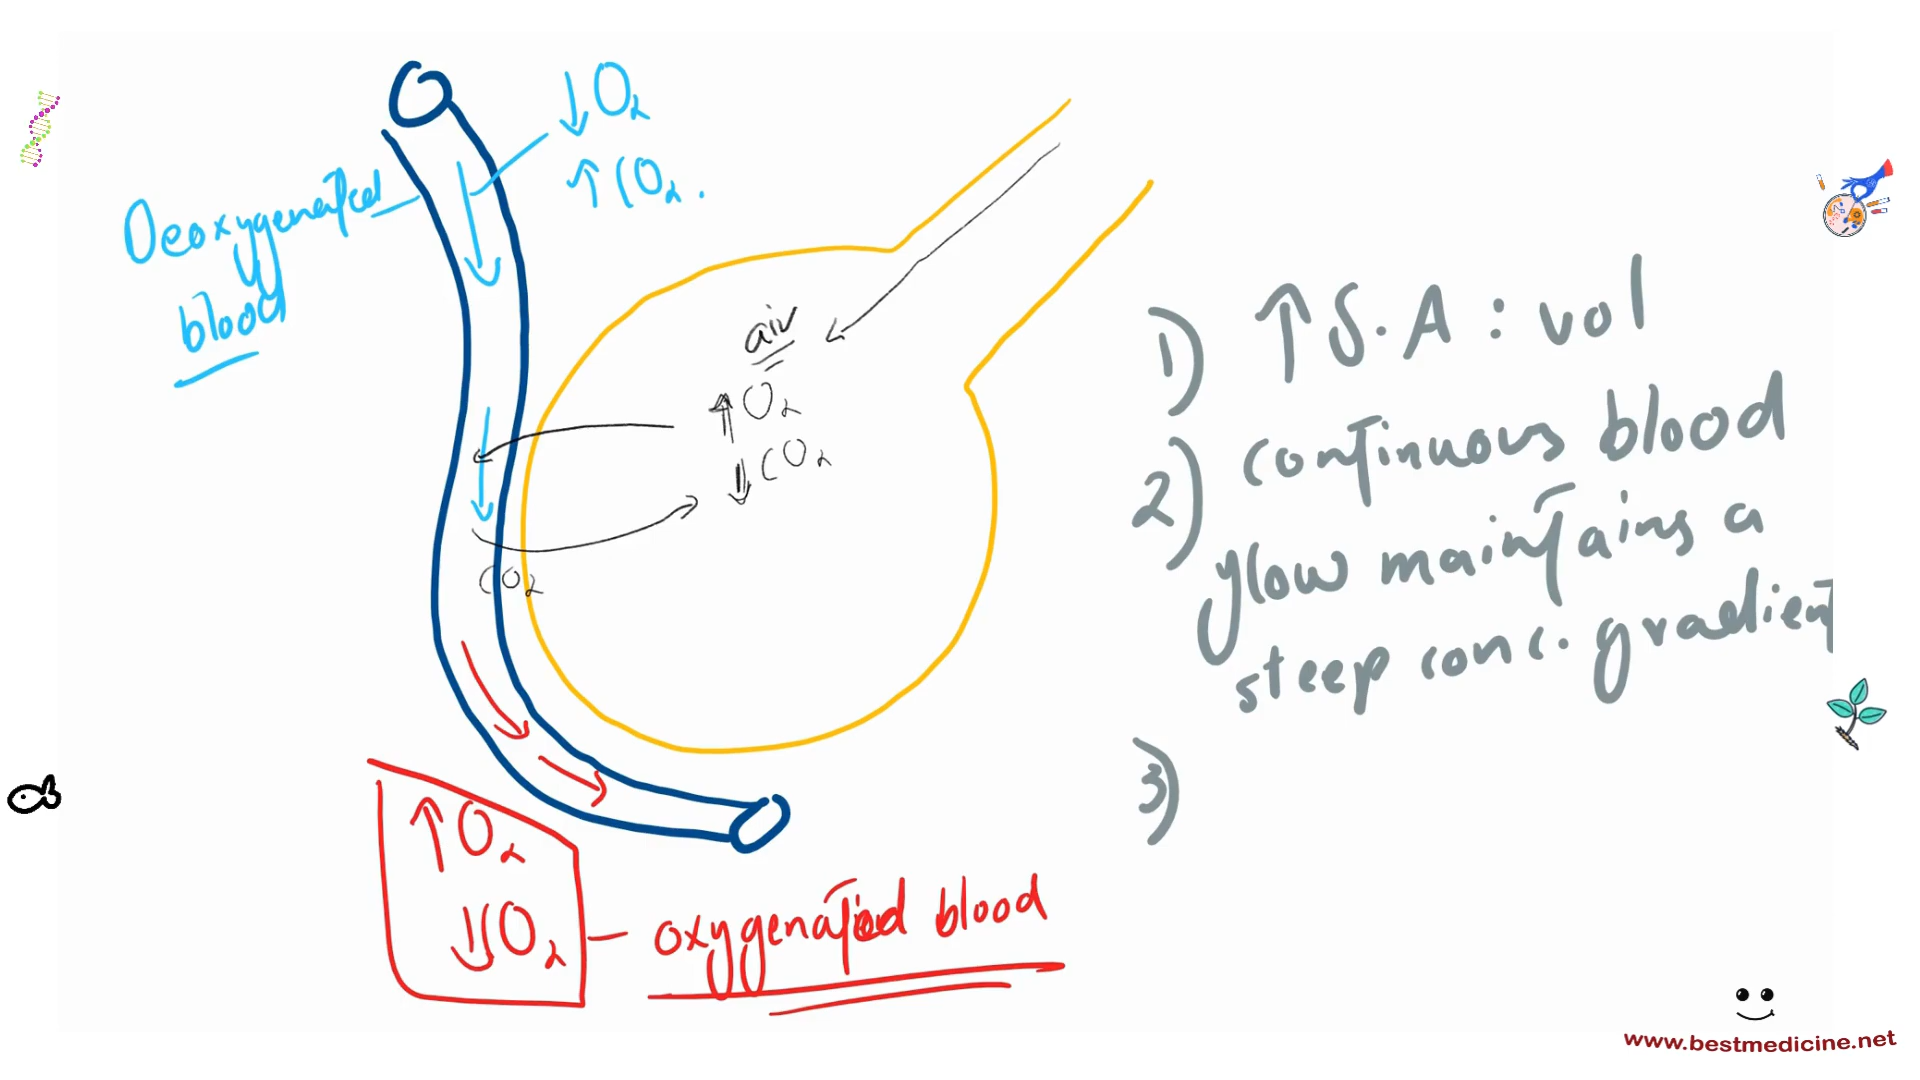 ↓O₂
↑CO₂.
Deoxygenated
blood
air
↑O₂
↓CO₂
CO₂
↑O₂
↓CO₂
oxygenated blood
1) ↑ S.A : vol
2) continuous blood
flow maintains a
steep conc. gradient
3)
www.bestmedicine.net